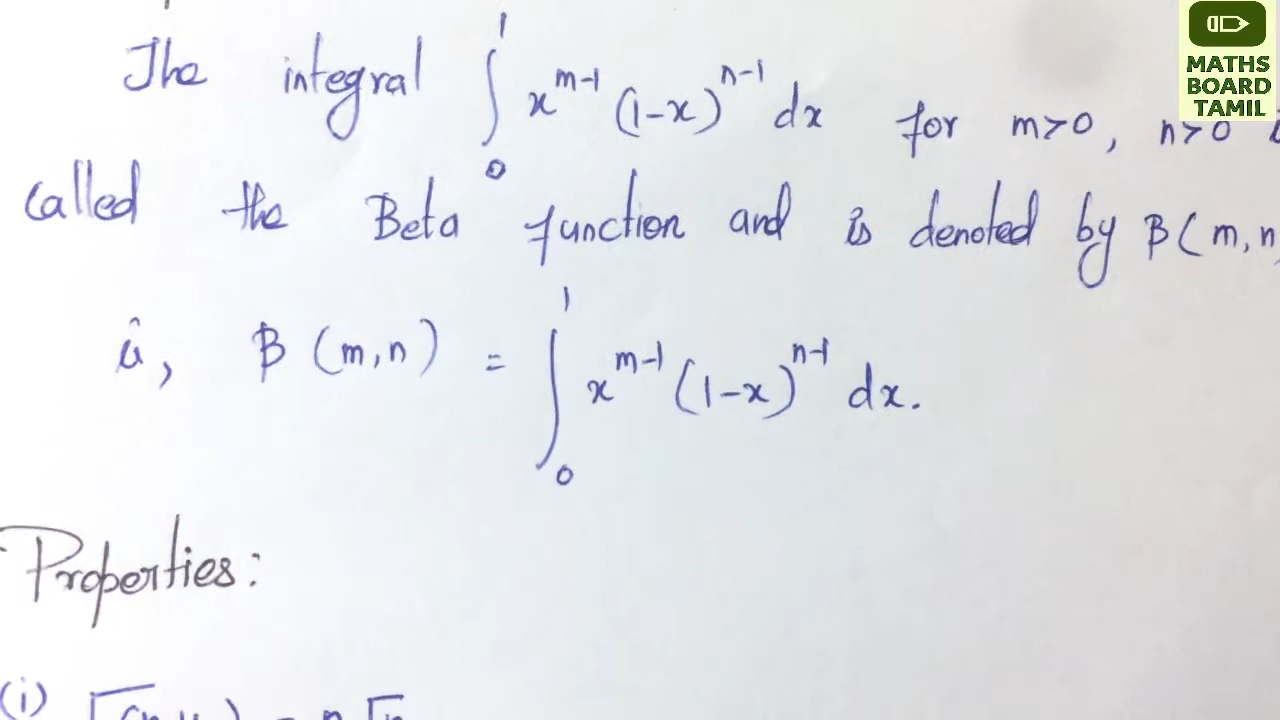 The integral ∫₀¹ x^{m-1} (1-x)^{n-1} dx for m>0, n>0
called the Beta function and is denoted by β(m,n
ie, β(m,n) = ∫₀¹ x^{m-1} (1-x)^{n-1} dx.
Properties:
(i)
MATHS
BOARD
TAMIL